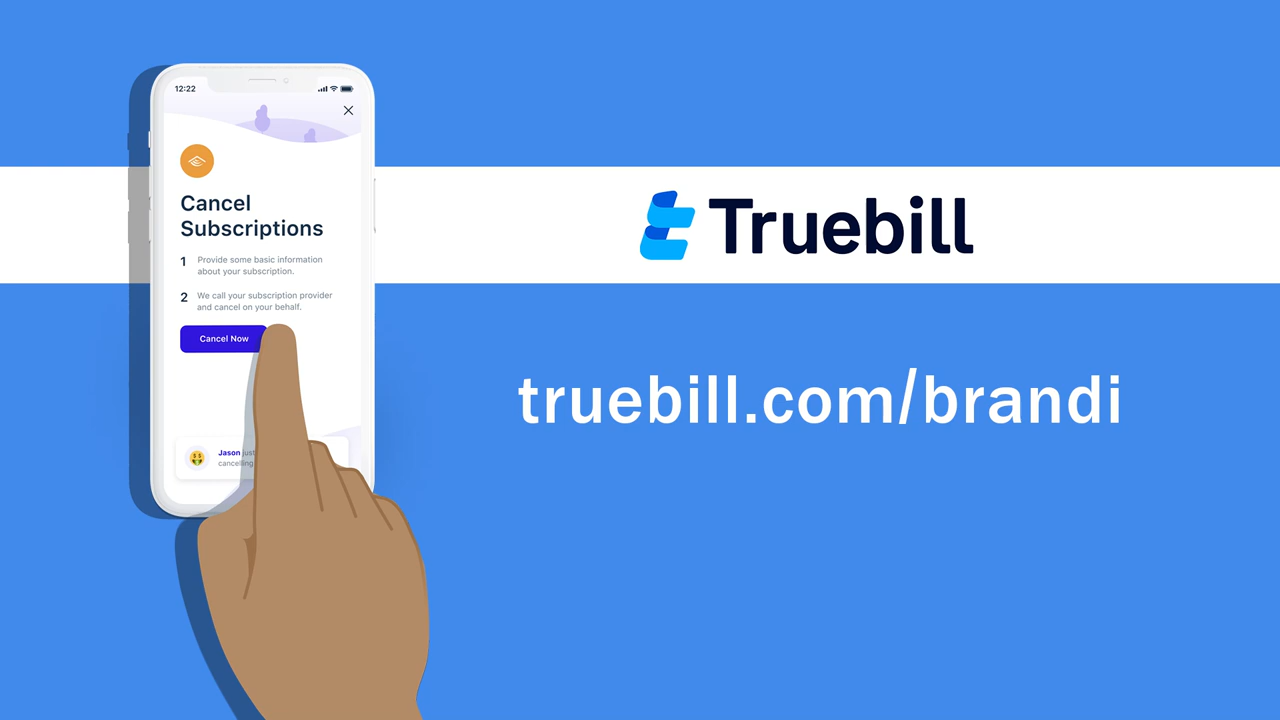 12:22
Cancel
Subscriptions
1 Provide some basic information
about your subscription.
2 We call your subscription provider
and cancel on your behalf.
Cancel Now
Jason just
cancelling
Truebill
truebill.com/brandi